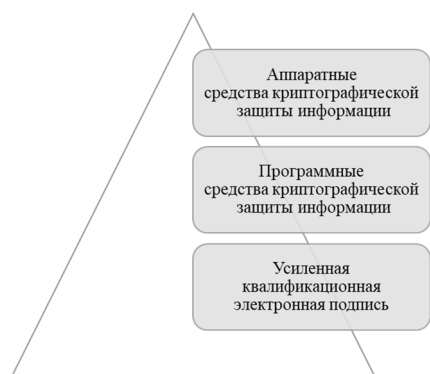 Аппаратные
средства криптографической
защиты информации
Программные
средства криптографической
защиты информации
Усиленная
квалификационная
электронная подпись